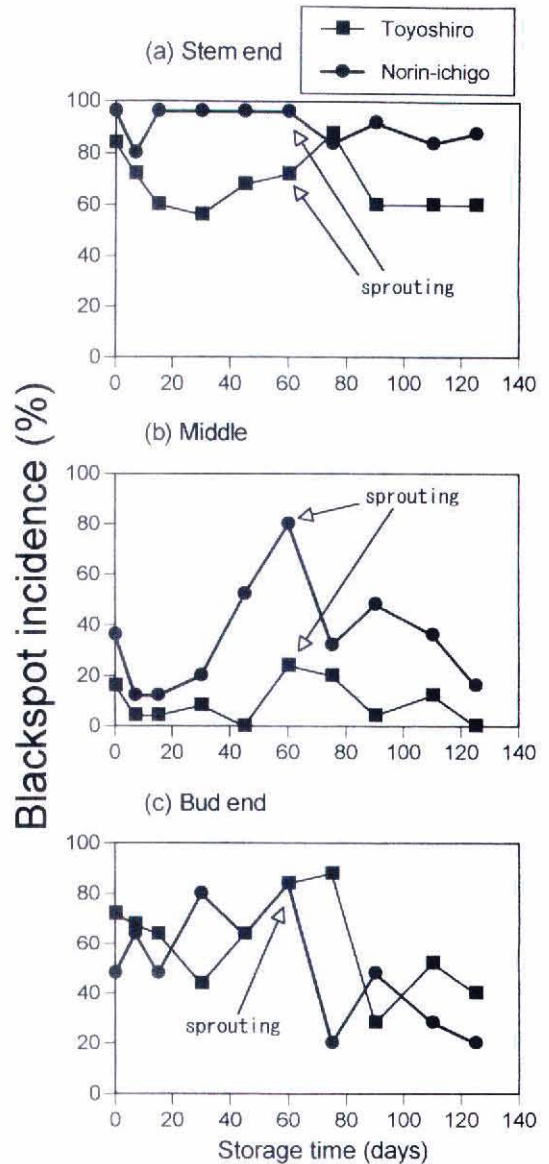 Toyoshiro
Norin-ichigo
(a) Stem end
100
80
60
40
20
0
sprouting
0 20 40 60 80 100 120 140
(b) Middle
100
80
60
40
20
0
sprouting
0 20 40 60 80 100 120 140
(c) Bud end
100
80
60
40
20
0
sprouting
0 20 40 60 80 100 120 140
Storage time (days)
Blackspot incidence (%)